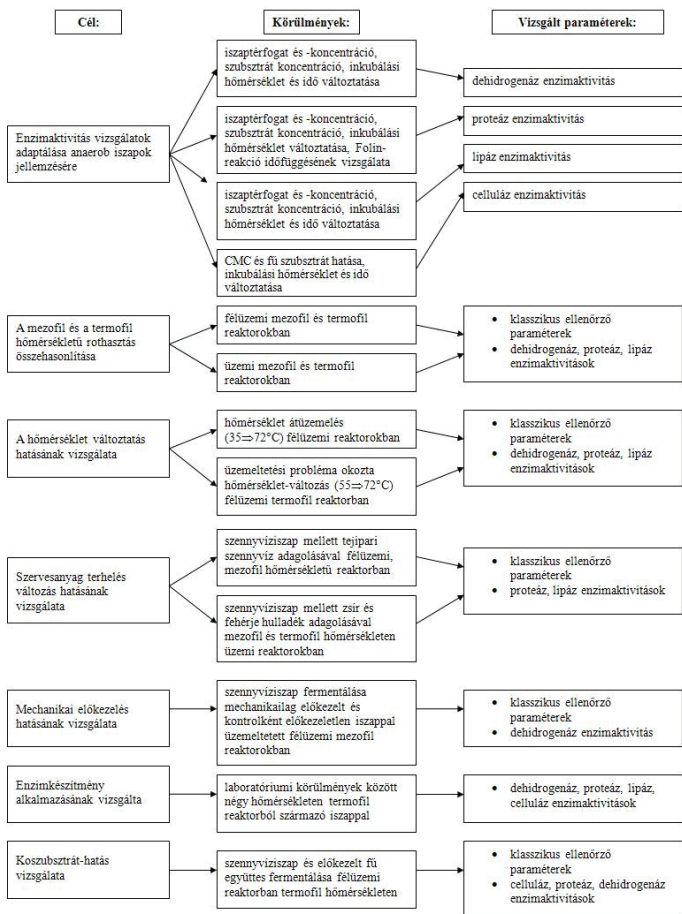 Cél:
Körülmények:
Vizsgált paraméterek:
Enzimaktivitás vizsgálatok
adaptálása anaerob iszapok
jellemzésére
iszaptérfogat és -koncentráció,
szubsztrát koncentráció, inkubálási
hőmérséklet és idő változtatása
iszaptérfogat és -koncentráció,
szubsztrát koncentráció, inkubálási
hőmérséklet változtatása, Folin-
reakció időfüggésének vizsgálata
iszaptérfogat és -koncentráció,
szubsztrát koncentráció, inkubálási
hőmérséklet és idő változtatása
CMC és fű szubsztrát hatása,
inkubálási hőmérséklet és idő
változtatása
dehidrogenáz enzimaktivitás
proteáz enzimaktivitás
lipáz enzimaktivitás
celluláz enzimaktivitás
A mezofil és a termofil
hőmérsékletű rothasztás
összehasonlítása
félüzemi mezofil és termofil
reaktorokban
üzemi mezofil és termofil
reaktorokban
• klasszikus ellenőrző
paraméterek
• dehidrogenáz, proteáz, lipáz
enzimaktivitások
A hőmérséklet változtatás
hatásának vizsgálata
hőmérséklet átüzemelés
(35⇒72°C) félüzemi reaktorokban
üzemeltetési probléma okozta
hőmérséklet-változás (55⇒72°C)
félüzemi termofil reaktorban
• klasszikus ellenőrző
paraméterek
• dehidrogenáz, proteáz, lipáz
enzimaktivitások
Szervesanyag terhelés
változás hatásának
vizsgálata
szennyvíziszap mellett tejipari
szennyvíz adagolásával félüzemi,
mezofil hőmérsékletű reaktorban
szennyvíziszap mellett zsír és
fehérje hulladék adagolásával
mezofil és termofil hőmérsékleten
üzemi reaktorokban
• klasszikus ellenőrző
paraméterek
• proteáz, lipáz enzimaktivitások
Mechanikai előkezelés
hatásának vizsgálata
szennyvíziszap fermentálása
mechanikailag előkezelt és
kontrolként előkezeletlen iszappal
üzemeltetett félüzemi mezofil
reaktorokban
• klasszikus ellenőrző
paraméterek
• dehidrogenáz enzimaktivitás
Enzimkészítmény
alkalmazásának vizsgálta
laboratóriumi körülmények között
négy hőmérsékleten termofil
reaktorból származó iszappal
• dehidrogenáz, proteáz, lipáz,
celluláz enzimaktivitások
Koszubsztrát-hatás
vizsgálata
szennyvíziszap és előkezelt fű
együttes fermentálása félüzemi
reaktorban termofil hőmérsékleten
• klasszikus ellenőrző
paraméterek
• celluláz, proteáz, dehidrogenáz
enzimaktivitások